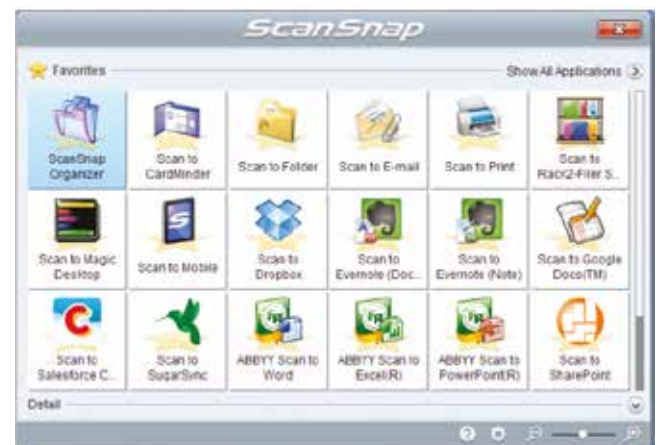 ScanSnap
Favorites
Show All Applications
ScanSnap
Organizer
Scan to
CardMinder
Scan to Folder
Scan to E-mail
Scan to Print
Scan to
Rack2-Filer S...
Scan to Magic
Desktop
Scan to Mobile
Scan to
Dropbox
Scan to
Evernote (Doc...
Scan to
Evernote (Note)
Scan to Google
Docs(TM)
Scan to
Salesforce C...
Scan to
SugarSync
ABBYY Scan to
Word
ABBYY Scan to
Excel(R)
ABBYY Scan to
PowerPoint(R)
Scan to
SharePoint
Detail